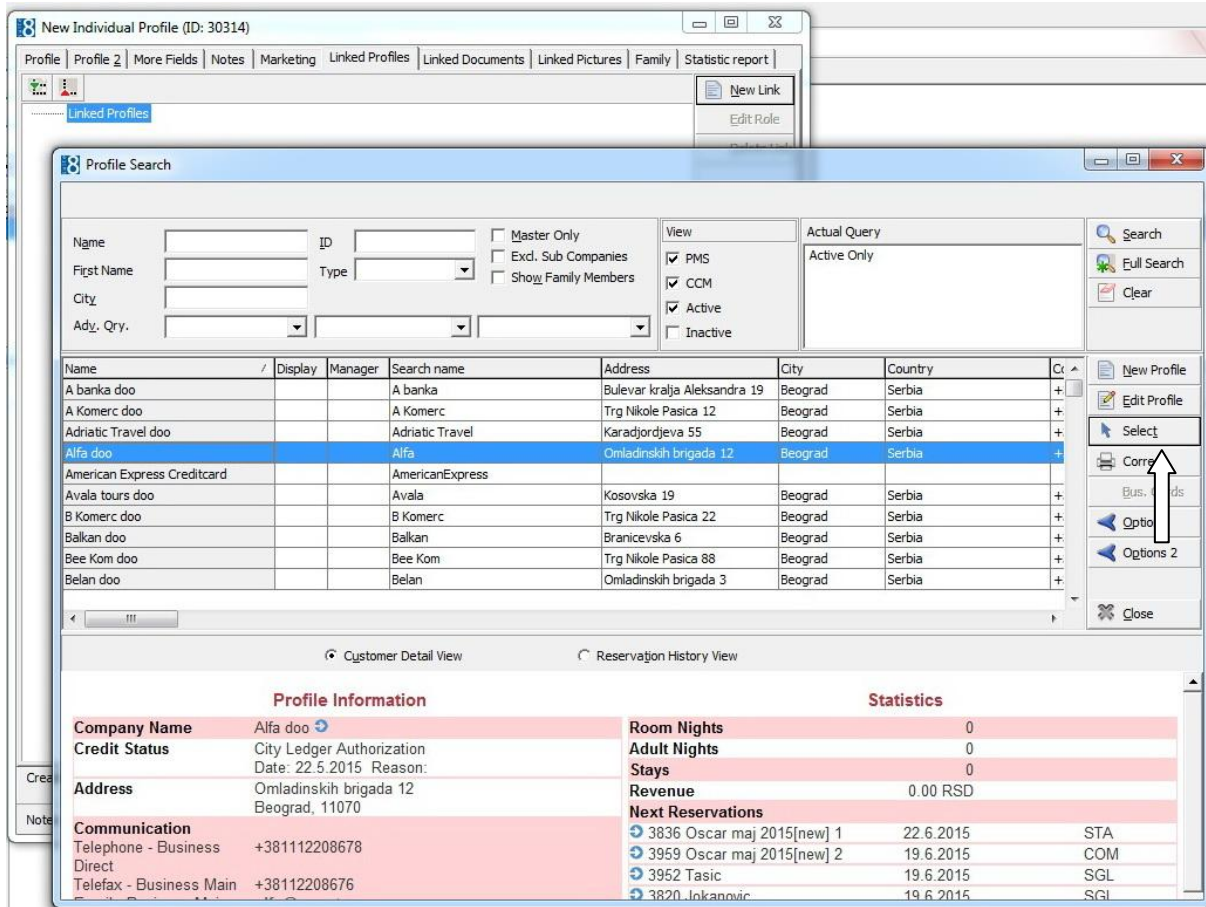 New Individual Profile (ID: 30314)
Profile Profile 2 More Fields Notes Marketing Linked Profiles Linked Documents Linked Pictures Family Statistic report
New Link
Linked Profiles
Edit Role
Profile Search
Name ID Master Only View Actual Query Search
Excl. Sub Companies PMS Active Only
First Name Type Show Family Members Full Search
CCM
City Clear
Active
Adv. Qry. Inactive
Name / Display Manager Search name Address City Country New Profile
A banka doo A banka Bulevar kralja Aleksandra 19 Beograd Serbia +
A Komerc doo A Komerc Trg Nikole Pasica 12 Beograd Serbia + Edit Profile
Adriatic Travel doo Adriatic Travel Karadjordjeva 55 Beograd Serbia + Select
Alfa doo Alfa Omladinskih brigada 12 Beograd Serbia +
American Express Creditcard AmericanExpress
Avala tours doo Avala Kosovska 19 Beograd Serbia + Bus.
B Komerc doo B Komerc Trg Nikole Pasica 22 Beograd Serbia +
Balkan doo Balkan Branicevska 6 Beograd Serbia +
Bee Kom doo Bee Kom Trg Nikole Pasica 88 Beograd Serbia + Options 2
Belan doo Belan Omladinskih brigada 3 Beograd Serbia +
Close
Customer Detail View Reservation History View
Profile Information Statistics
Company Name Alfa doo Room Nights 0
Credit Status City Ledger Authorization Adult Nights 0
Date: 22.5.2015 Reason: Stays 0
Address Omladinskih brigada 12 Revenue 0.00 RSD
Beograd, 11070 Next Reservations
Communication 3836 Oscar maj 2015[new] 1 22.6.2015 STA
Telephone - Business Direct +381112208678 3959 Oscar maj 2015[new] 2 19.6.2015 COM
3952 Tasic 19.6.2015 SGL
Telefax - Business Main +38112208676 3820 Jokanovic 19.6.2015 SGL